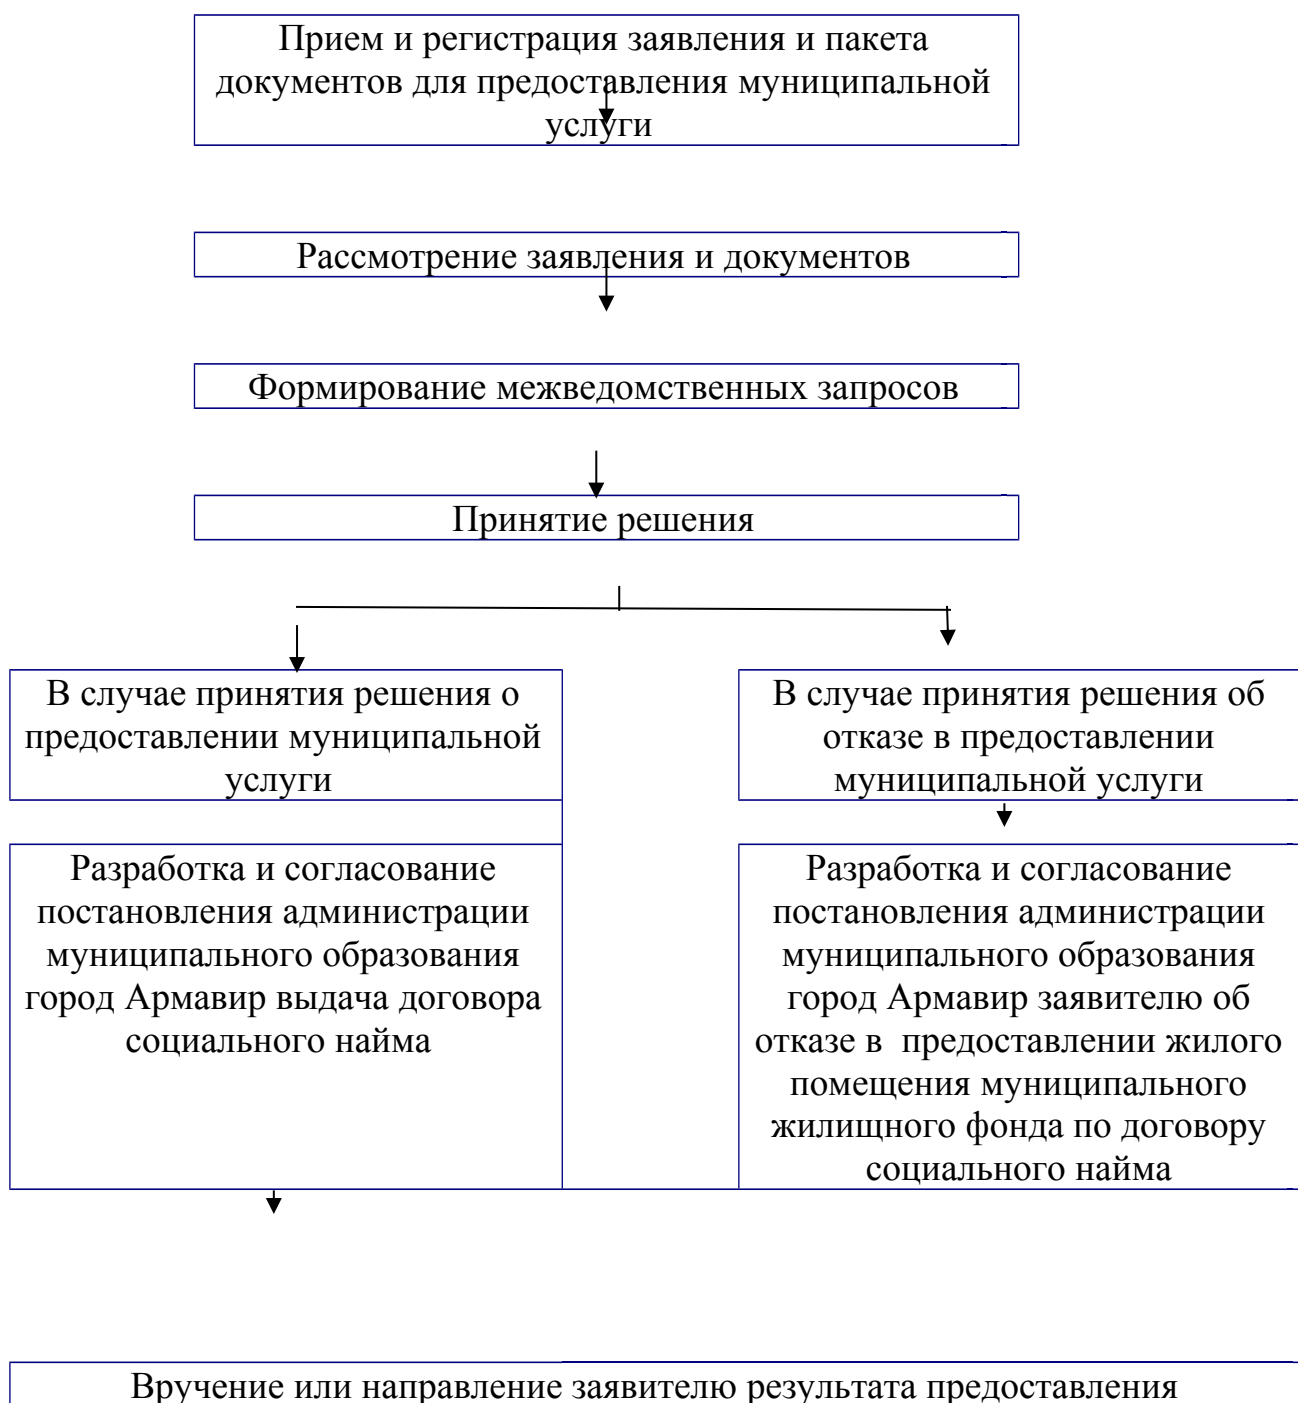 Прием и регистрация заявления и пакета
документов для предоставления муниципальной
услуги
Рассмотрение заявления и документов
Формирование межведомственных запросов
Принятие решения
В случае принятия решения о
предоставлении муниципальной
услуги
В случае принятия решения об
отказе в предоставлении
муниципальной услуги
Разработка и согласование
постановления администрации
муниципального образования
город Армавир выдача договора
социального найма
Разработка и согласование
постановления администрации
муниципального образования
город Армавир заявителю об
отказе в  предоставлении жилого
помещения муниципального
жилищного фонда по договору
социального найма
Вручение или направление заявителю результата предоставления